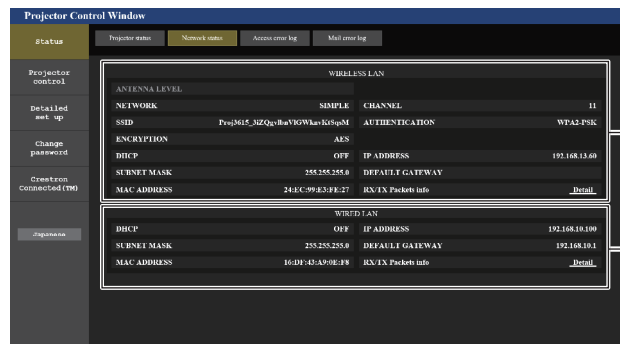 Projector Control Window
Status
Projector status Network status Access error log Mail error log
Projector control
Detailed set up
Change password
Crestron Connected(TM)
Japanese
WIRELESS LAN
ANTENNA LEVEL
NETWORK SIMPLE CHANNEL 11
SSID Proj3615_3iZQgvlbnVlGWkavKtSqsM AUTHENTICATION WPA2-PSK
ENCRYPTION AES
DHCP OFF IP ADDRESS 192.168.13.60
SUBNET MASK 255.255.255.0 DEFAULT GATEWAY
MAC ADDRESS 24:EC:99:E3:FE:27 RX/TX Packets info Detail
WIRED LAN
DHCP OFF IP ADDRESS 192.168.10.100
SUBNET MASK 255.255.255.0 DEFAULT GATEWAY 192.168.10.1
MAC ADDRESS 16:DF:43:A9:0E:F8 RX/TX Packets info Detail